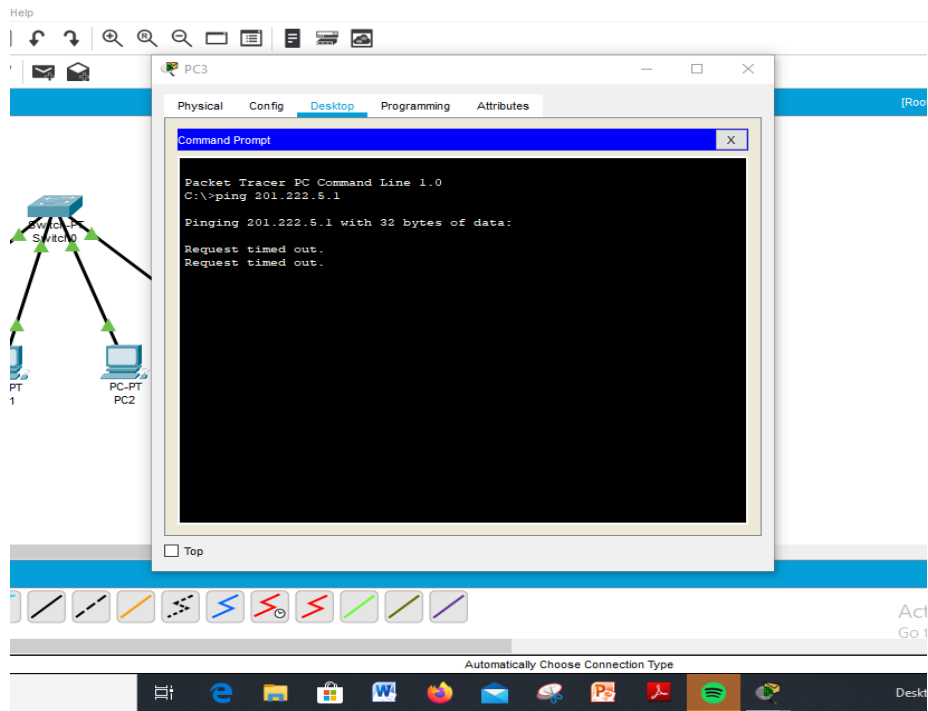 Help
PC3
Physical Config Desktop Programming Attributes
[Roo
Command Prompt X
Packet Tracer PC Command Line 1.0
C:\>ping 201.222.5.1
Pinging 201.222.5.1 with 32 bytes of data:
Request timed out.
Request timed out.
Switch-PT
Switch0
PT
1
PC-PT
PC2
Top
Act
Go t
Automatically Choose Connection Type
Deskt